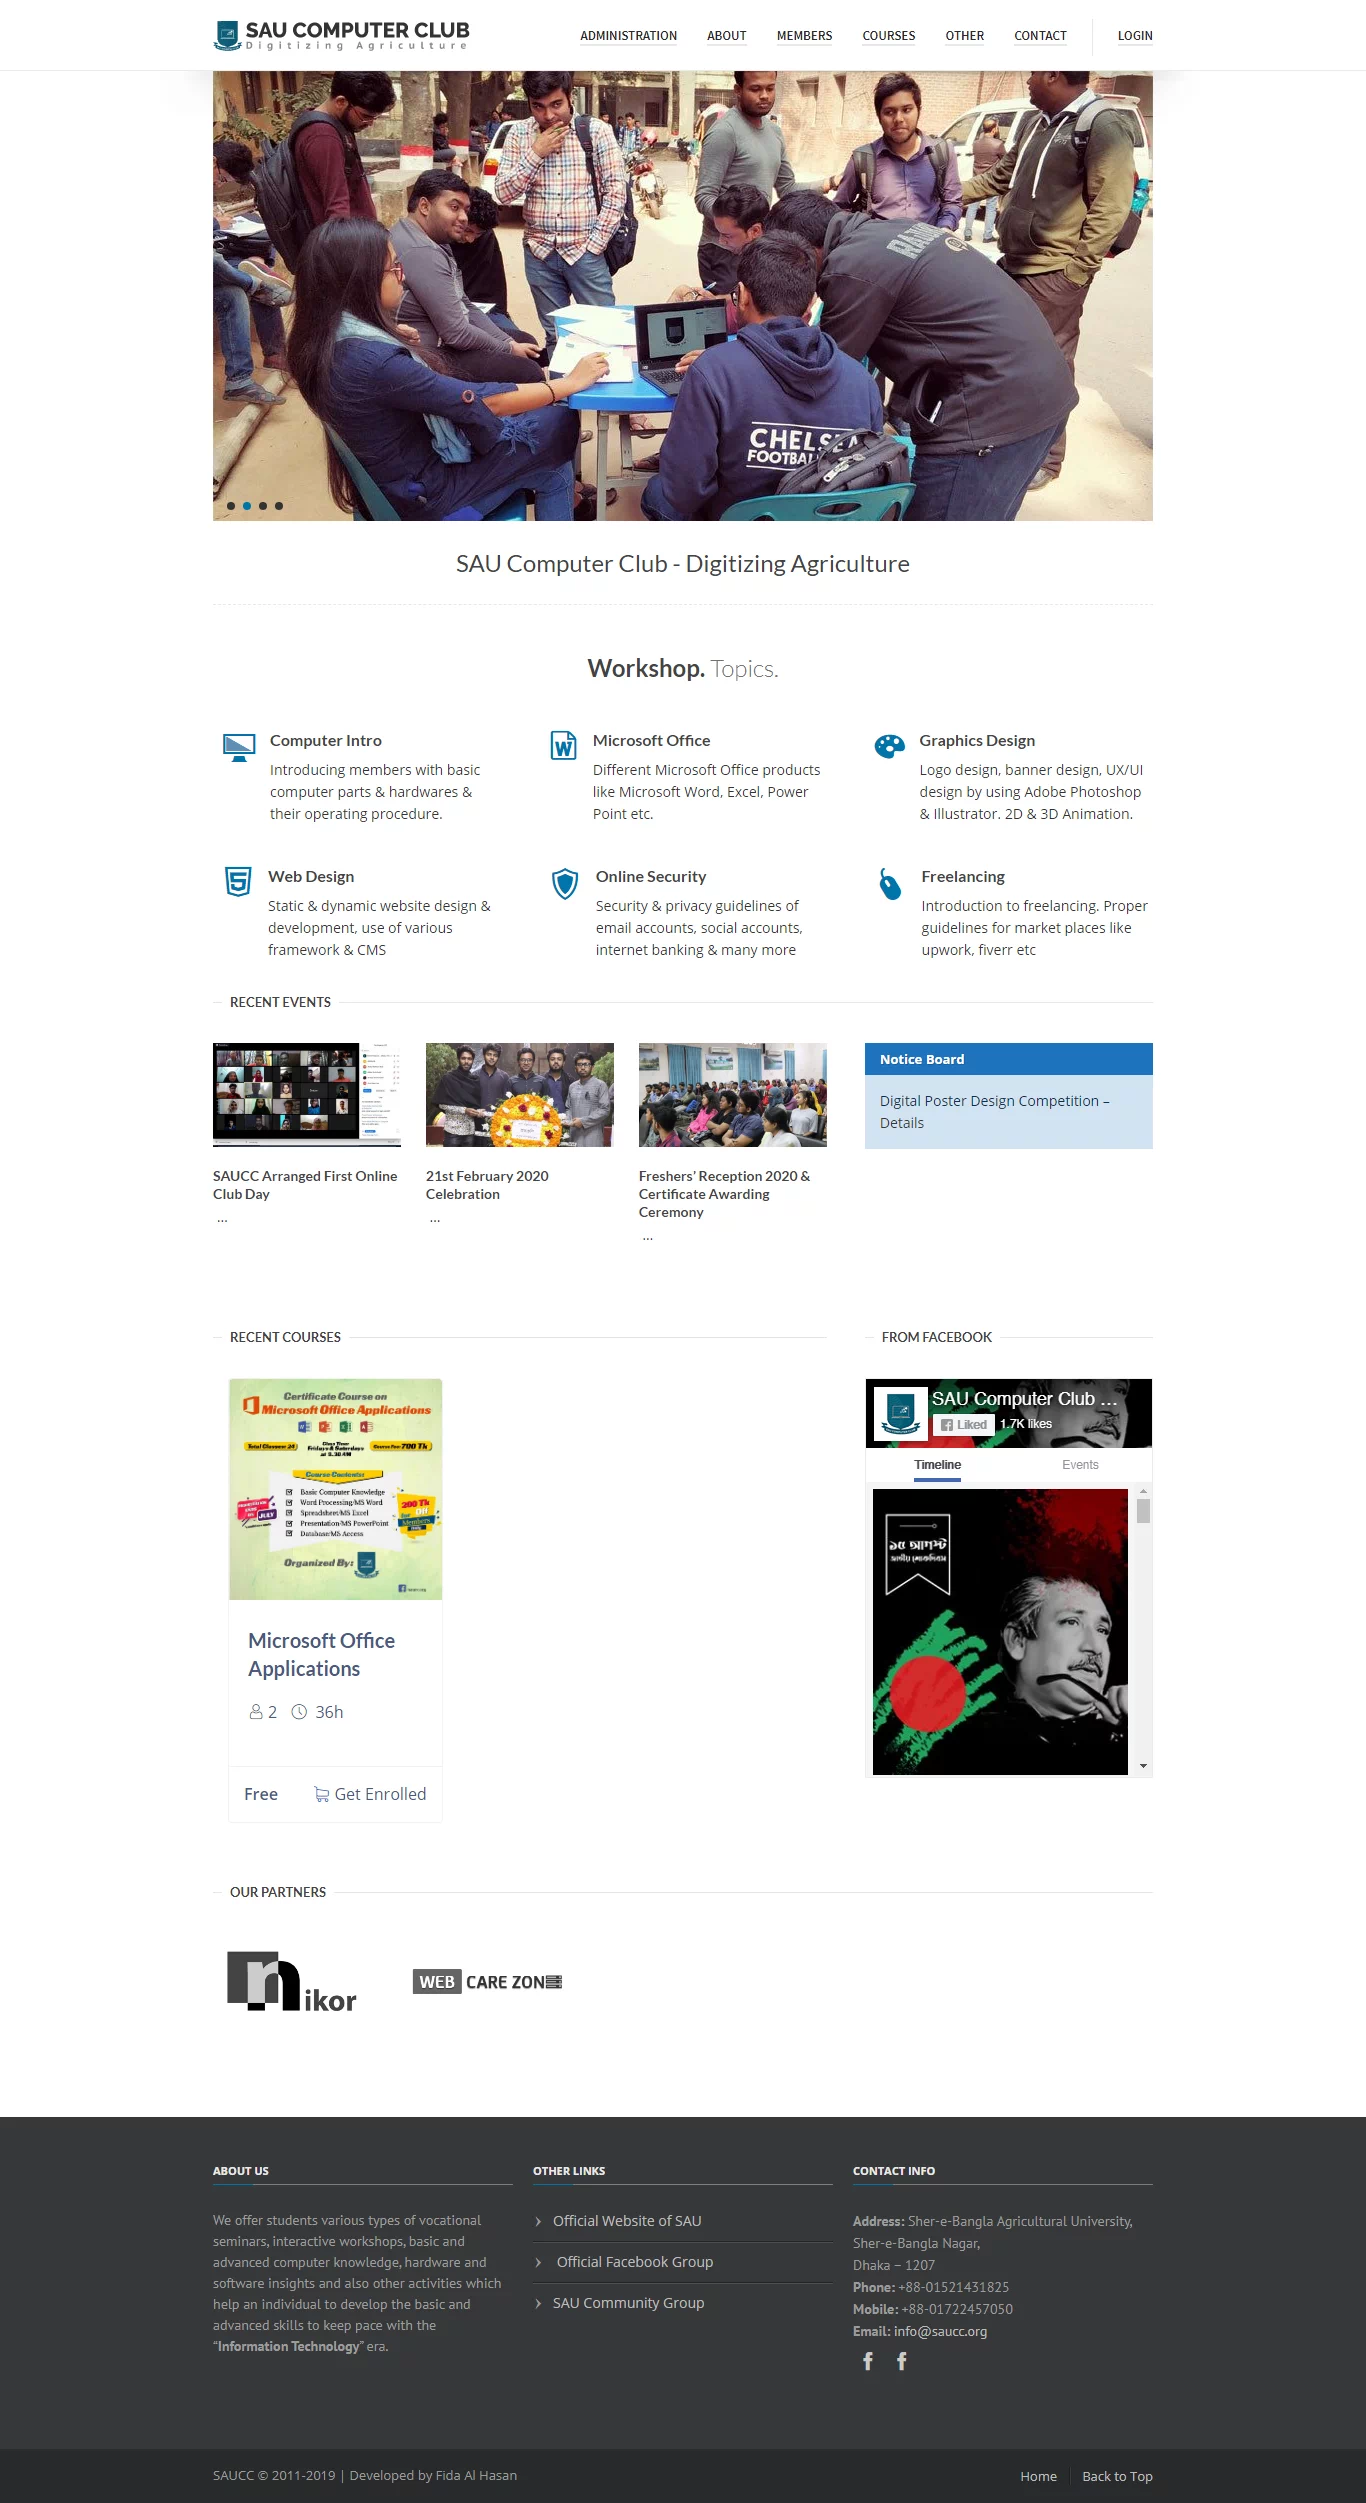 SAU COMPUTER CLUB
Digitizing Agriculture
ADMINISTRATION
ABOUT
MEMBERS
COURSES
OTHER
CONTACT
LOGIN
CHELSEA
FOOTBALL
SAU Computer Club - Digitizing Agriculture
Workshop. Topics.
Computer Intro
Introducing members with basic
computer parts & hardwares &
their operating procedure.
Microsoft Office
Different Microsoft Office products
like Microsoft Word, Excel, Power
Point etc.
Graphics Design
Logo design, banner design, UX/UI
design by using Adobe Photoshop
& Illustrator. 2D & 3D Animation.
Web Design
Static & dynamic website design &
development, use of various
framework & CMS
Online Security
Security & privacy guidelines of
email accounts, social accounts,
internet banking & many more
Freelancing
Introduction to freelancing. Proper
guidelines for market places like
upwork, fiverr etc
RECENT EVENTS
SAUCC Arranged First Online
Club Day
...
21st February 2020
Celebration
...
Freshers’ Reception 2020 &
Certificate Awarding
Ceremony
...
Notice Board
Digital Poster Design Competition –
Details
RECENT COURSES
Certificate Course on
Microsoft Office Applications
Total Classes: 24
Class Time:
Fridays & Saturdays
at 8.30 AM
Course fee: 700 Tk
Course Contents:
Basic Computer Knowledge
Word Processing/MS Word
Spreadsheet/MS Excel
Presentation/MS PowerPoint
Database/MS Access
JULY
200 Tk
Off
for
Members
Organized By:
Microsoft Office
Applications
2
36h
Free
Get Enrolled
FROM FACEBOOK
SAU Computer Club ...
Liked
1.7K likes
Timeline
Events
১৫ আগস্ট
জাতীয় শোকদিবস
OUR PARTNERS
nikor
WEB CARE ZONE
ABOUT US
We offer students various types of vocational
seminars, interactive workshops, basic and
advanced computer knowledge, hardware and
software insights and also other activities which
help an individual to develop the basic and
advanced skills to keep pace with the
“Information Technology” era.
OTHER LINKS
Official Website of SAU
Official Facebook Group
SAU Community Group
CONTACT INFO
Address: Sher-e-Bangla Agricultural University,
Sher-e-Bangla Nagar,
Dhaka – 1207
Phone: +88-01521431825
Mobile: +88-01722457050
Email: info@saucc.org
SAUCC © 2011-2019 | Developed by Fida Al Hasan
Home
Back to Top